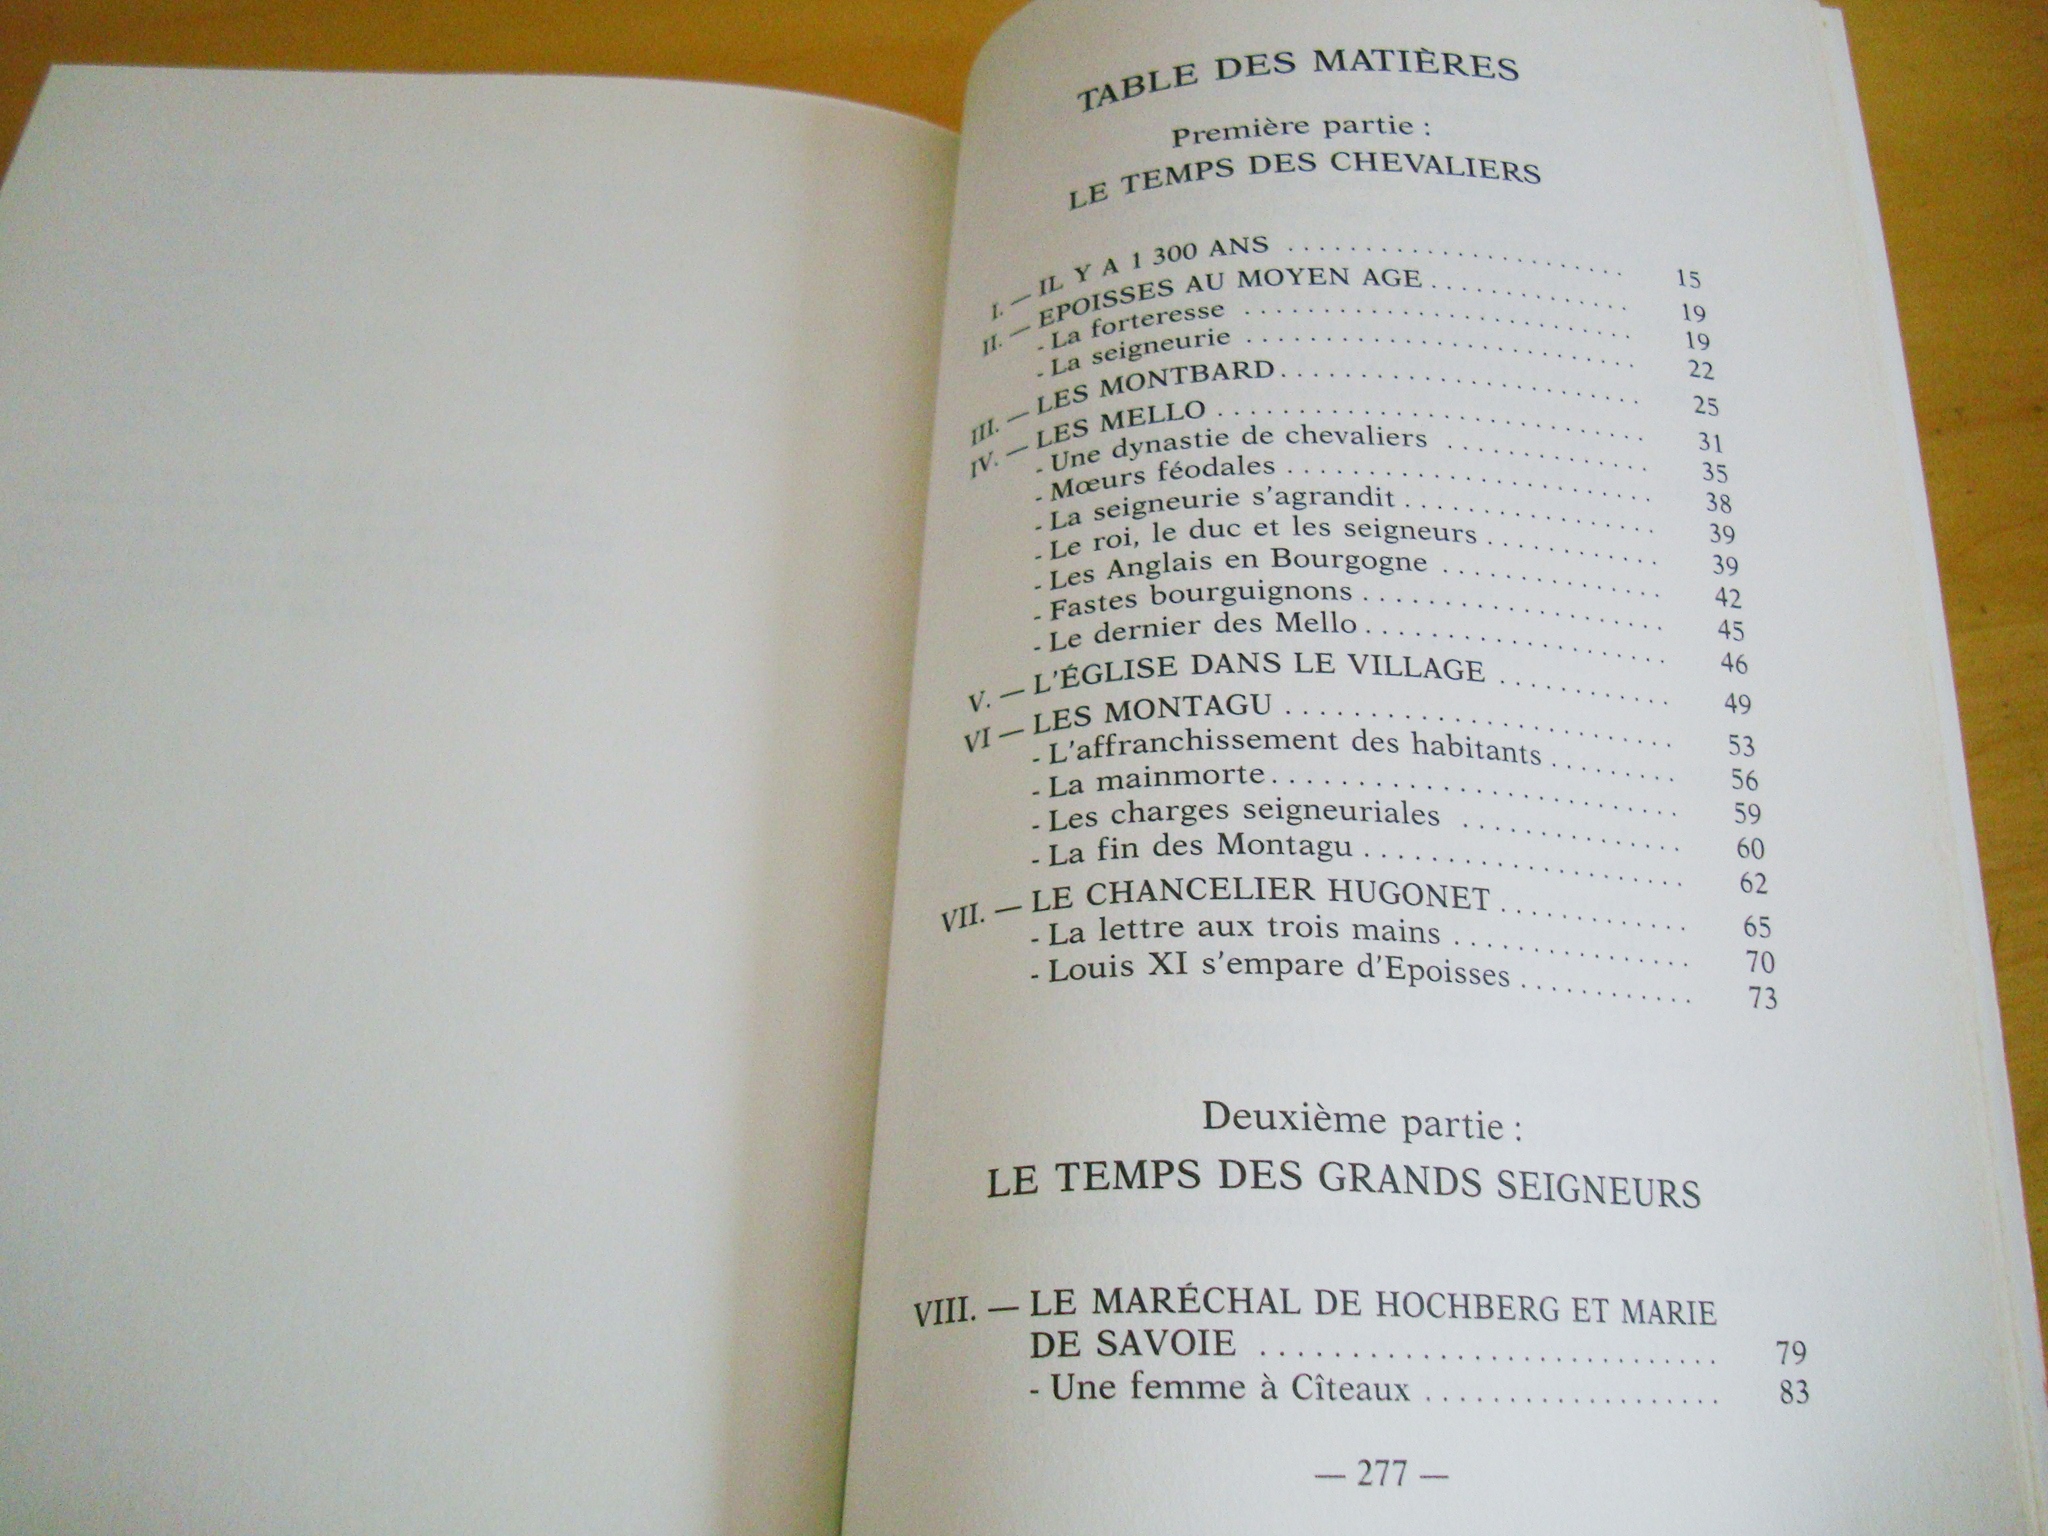 TABLE DES MATIÈRES
Première partie :
LE TEMPS DES CHEVALIERS
I. — IL Y A 1 300 ANS . . . . . . . . . . . . . . . . . . . . . . . 15
II. — EPOISSES AU MOYEN AGE . . . . . . . . . . . . . 19
- La forteresse . . . . . . . . . . . . . . . . . . . . . . . . . . 19
- La seigneurie . . . . . . . . . . . . . . . . . . . . . . . . . . 22
III. — LES MONTBARD . . . . . . . . . . . . . . . . . . . . . . . 25
IV. — LES MELLO . . . . . . . . . . . . . . . . . . . . . . . . . . . 31
- Une dynastie de chevaliers . . . . . . . . . . . . . 35
- Mœurs féodales . . . . . . . . . . . . . . . . . . . . . . . . 38
- La seigneurie s'agrandit . . . . . . . . . . . . . . . . 39
- Le roi, le duc et les seigneurs . . . . . . . . . . . 39
- Les Anglais en Bourgogne . . . . . . . . . . . . . . 42
- Fastes bourguignons . . . . . . . . . . . . . . . . . . . 45
- Le dernier des Mello . . . . . . . . . . . . . . . . . . . 46
V. — L'ÉGLISE DANS LE VILLAGE . . . . . . . . . . . 49
VI — LES MONTAGU . . . . . . . . . . . . . . . . . . . . . . . 53
- L'affranchissement des habitants . . . . . . . . 56
- La mainmorte . . . . . . . . . . . . . . . . . . . . . . . . . 59
- Les charges seigneuriales . . . . . . . . . . . . . . 60
- La fin des Montagu . . . . . . . . . . . . . . . . . . . . 62
VII. — LE CHANCELIER HUGONET . . . . . . . . . . . . 65
- La lettre aux trois mains . . . . . . . . . . . . . . . 70
- Louis XI s'empare d'Epoisses . . . . . . . . . . . . 73
Deuxième partie :
LE TEMPS DES GRANDS SEIGNEURS
VIII. — LE MARÉCHAL DE HOCHBERG ET MARIE
DE SAVOIE . . . . . . . . . . . . . . . . . . . . . . . . . . . 79
- Une femme à Cîteaux . . . . . . . . . . . . . . . . . . 83
— 277 —